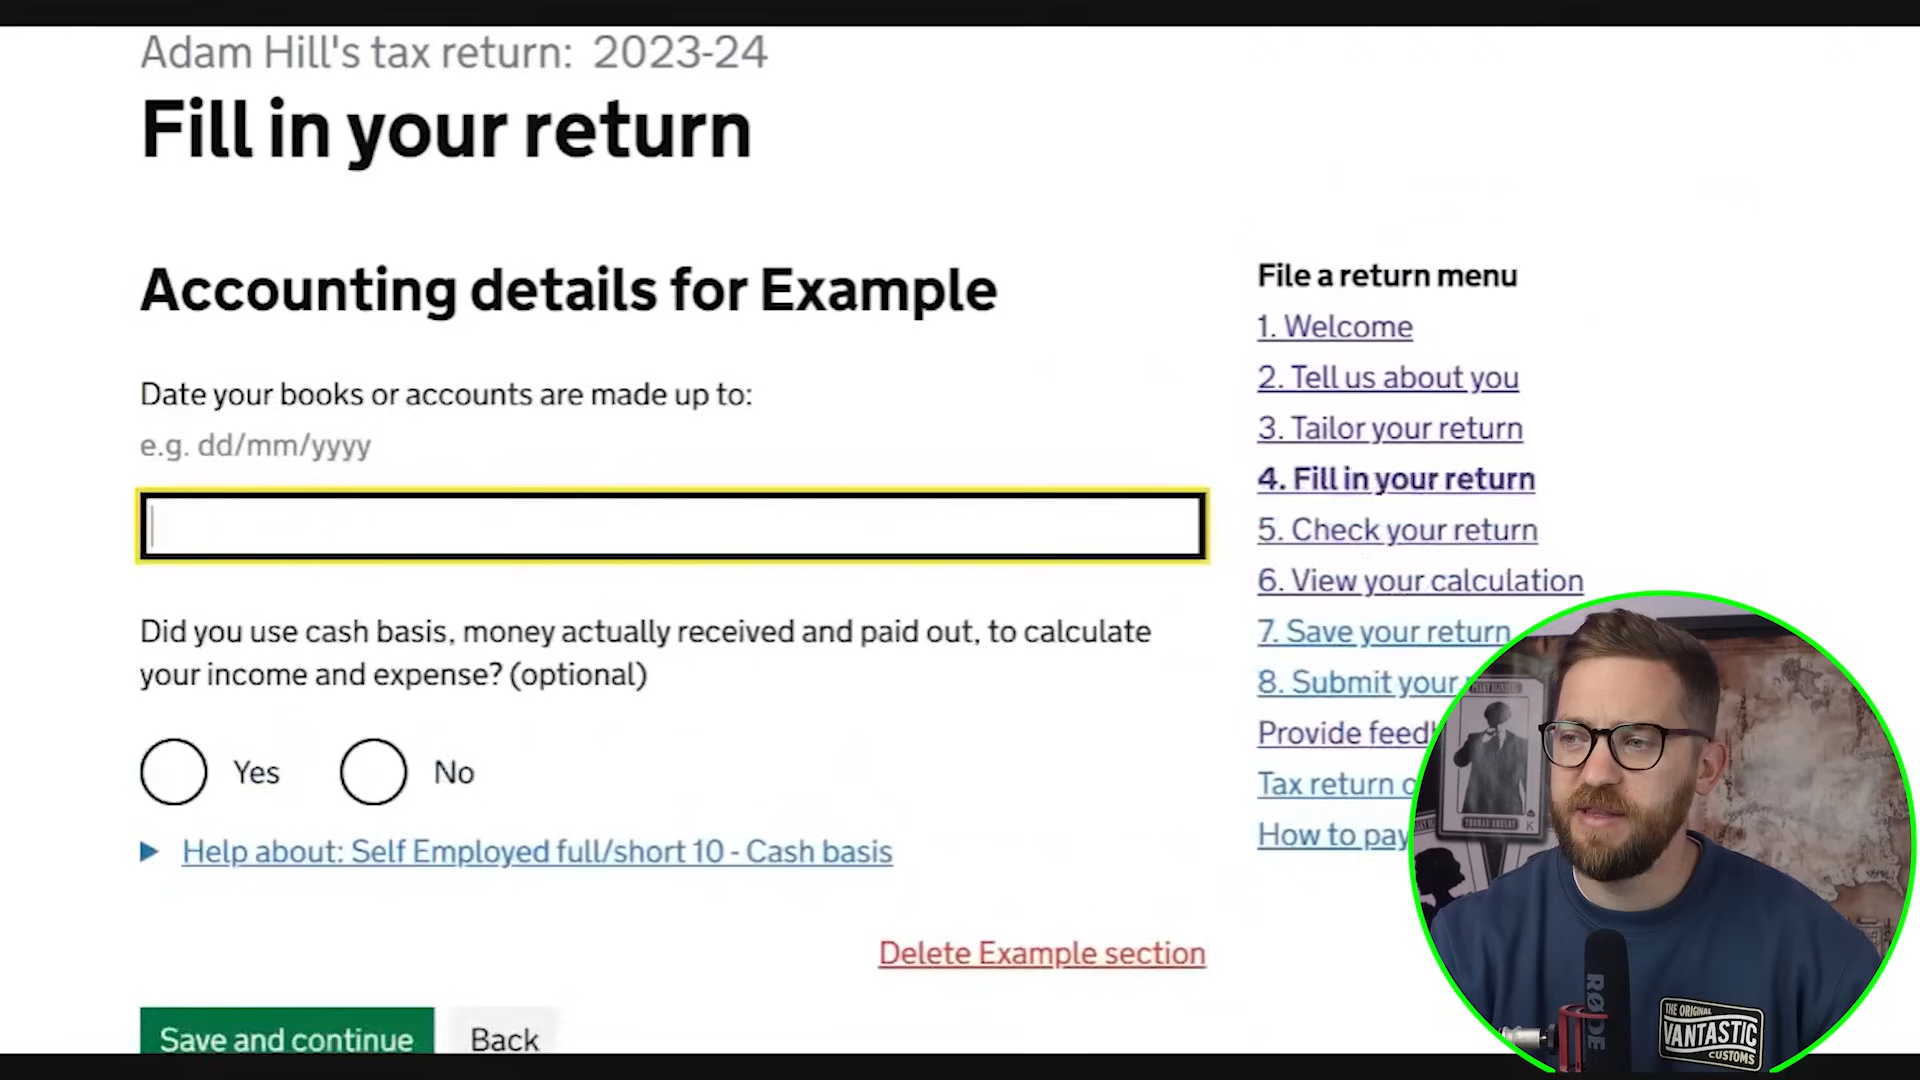 Adam Hill's tax return: 2023-24
Fill in your return
Accounting details for Example
Date your books or accounts are made up to:
e.g. dd/mm/yyyy
Did you use cash basis, money actually received and paid out, to calculate
your income and expense? (optional)
Yes
No
Help about: Self Employed full/short 10 - Cash basis
Delete Example section
Save and continue
Back
File a return menu
1. Welcome
2. Tell us about you
3. Tailor your return
4. Fill in your return
5. Check your return
6. View your calculation
7. Save your return
8. Submit your
Provide
Tax return
How to pay
THOMAS SHELBY
K
RØDE
THE ORIGINAL
VANTASTIC
CUSTOMS